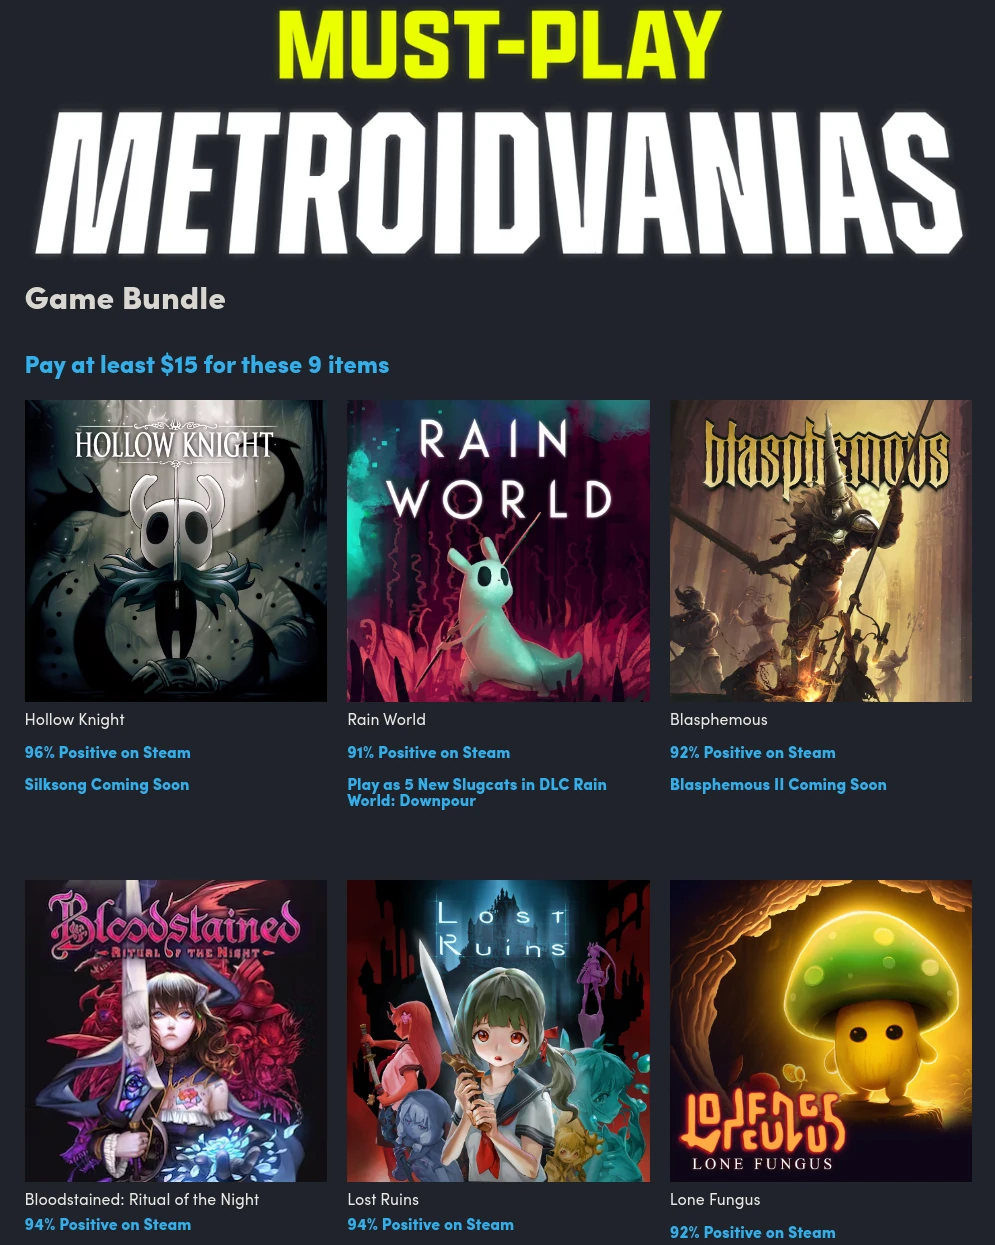 MUST-PLAY
METROIDVANIAS
Game Bundle
Pay at least $15 for these 9 items
HOLLOW KNIGHT
RAIN
WORLD
blasphemous
Hollow Knight
Rain World
Blasphemous
96% Positive on Steam
91% Positive on Steam
92% Positive on Steam
Silksong Coming Soon
Play as 5 New Slugcats in DLC Rain
World: Downpour
Blasphemous II Coming Soon
Bloodstained
RITUAL OF THE NIGHT
Lost
Ruins
LONE FUNGUS
Bloodstained: Ritual of the Night
Lost Ruins
Lone Fungus
94% Positive on Steam
94% Positive on Steam
92% Positive on Steam